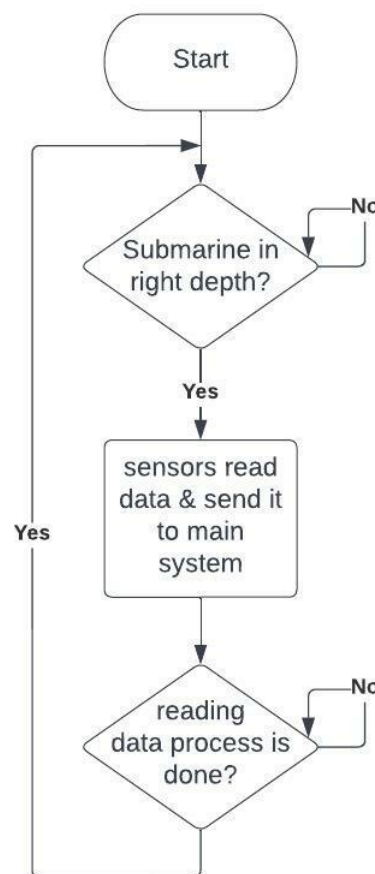 Start
No
Submarine in
right depth?
Yes
sensors read
data & send it
to main
system
Yes
No
reading
data process is
done?